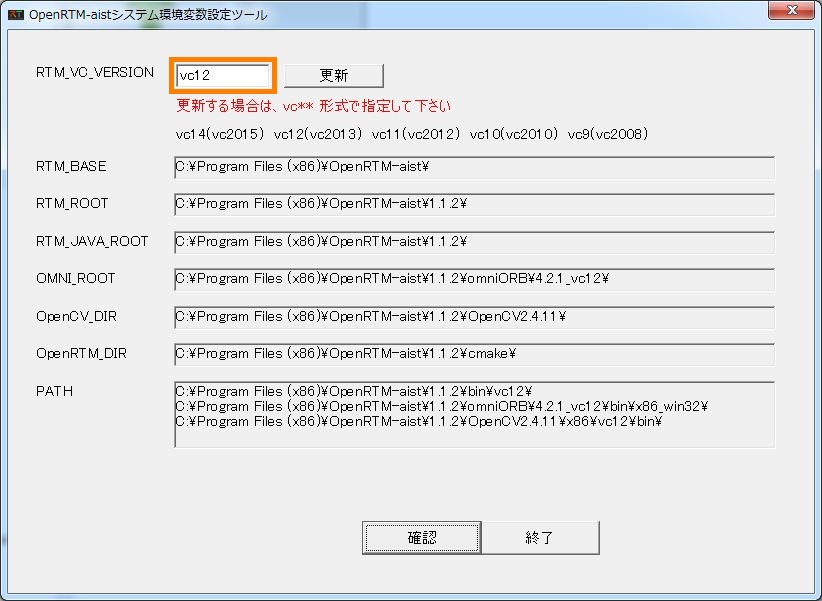 OpenRTM-aistシステム環境変数設定ツール
RTM_VC_VERSION vc12 更新
更新する場合は、vc** 形式で指定して下さい
vc14(vc2015) vc12(vc2013) vc11(vc2012) vc10(vc2010) vc9(vc2008)
RTM_BASE C:¥Program Files (x86)¥OpenRTM-aist¥
RTM_ROOT C:¥Program Files (x86)¥OpenRTM-aist¥1.1.2¥
RTM_JAVA_ROOT C:¥Program Files (x86)¥OpenRTM-aist¥1.1.2¥
OMNI_ROOT C:¥Program Files (x86)¥OpenRTM-aist¥1.1.2¥omniORB¥4.2.1_vc12¥
OpenCV_DIR C:¥Program Files (x86)¥OpenRTM-aist¥1.1.2¥OpenCV2.4.11¥
OpenRTM_DIR C:¥Program Files (x86)¥OpenRTM-aist¥1.1.2¥cmake¥
PATH C:¥Program Files (x86)¥OpenRTM-aist¥1.1.2¥bin¥vc12¥
C:¥Program Files (x86)¥OpenRTM-aist¥1.1.2¥omniORB¥4.2.1_vc12¥bin¥x86_win32¥
C:¥Program Files (x86)¥OpenRTM-aist¥1.1.2¥OpenCV2.4.11¥x86¥vc12¥bin¥
確認 終了